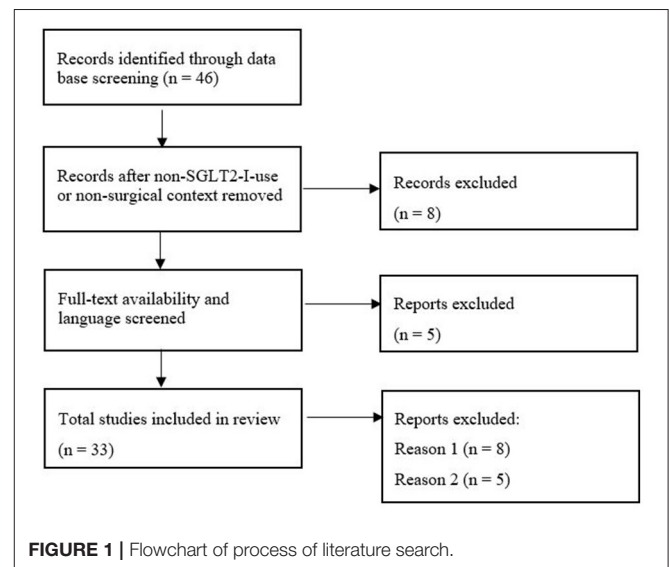 Records identified through data
base screening (n = 46)
Records after non-SGLT2-I-use
or non-surgical context removed
Records excluded
(n = 8)
Full-text availability and
language screened
Reports excluded
(n = 5)
Total studies included in review
(n = 33)
Reports excluded:
Reason 1 (n = 8)
Reason 2 (n = 5)
FIGURE 1 | Flowchart of process of literature search.